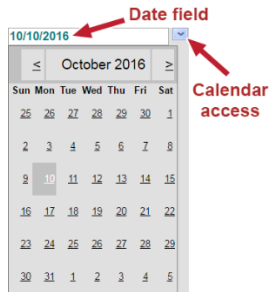 Date field
10/10/2016
< October 2016 >
Calendar access
Sun Mon Tue Wed Thu Fri Sat
25 26 27 28 29 30 1
2 3 4 5 6 7 8
9 10 11 12 13 14 15
16 17 18 19 20 21 22
23 24 25 26 27 28 29
30 31 1 2 3 4 5